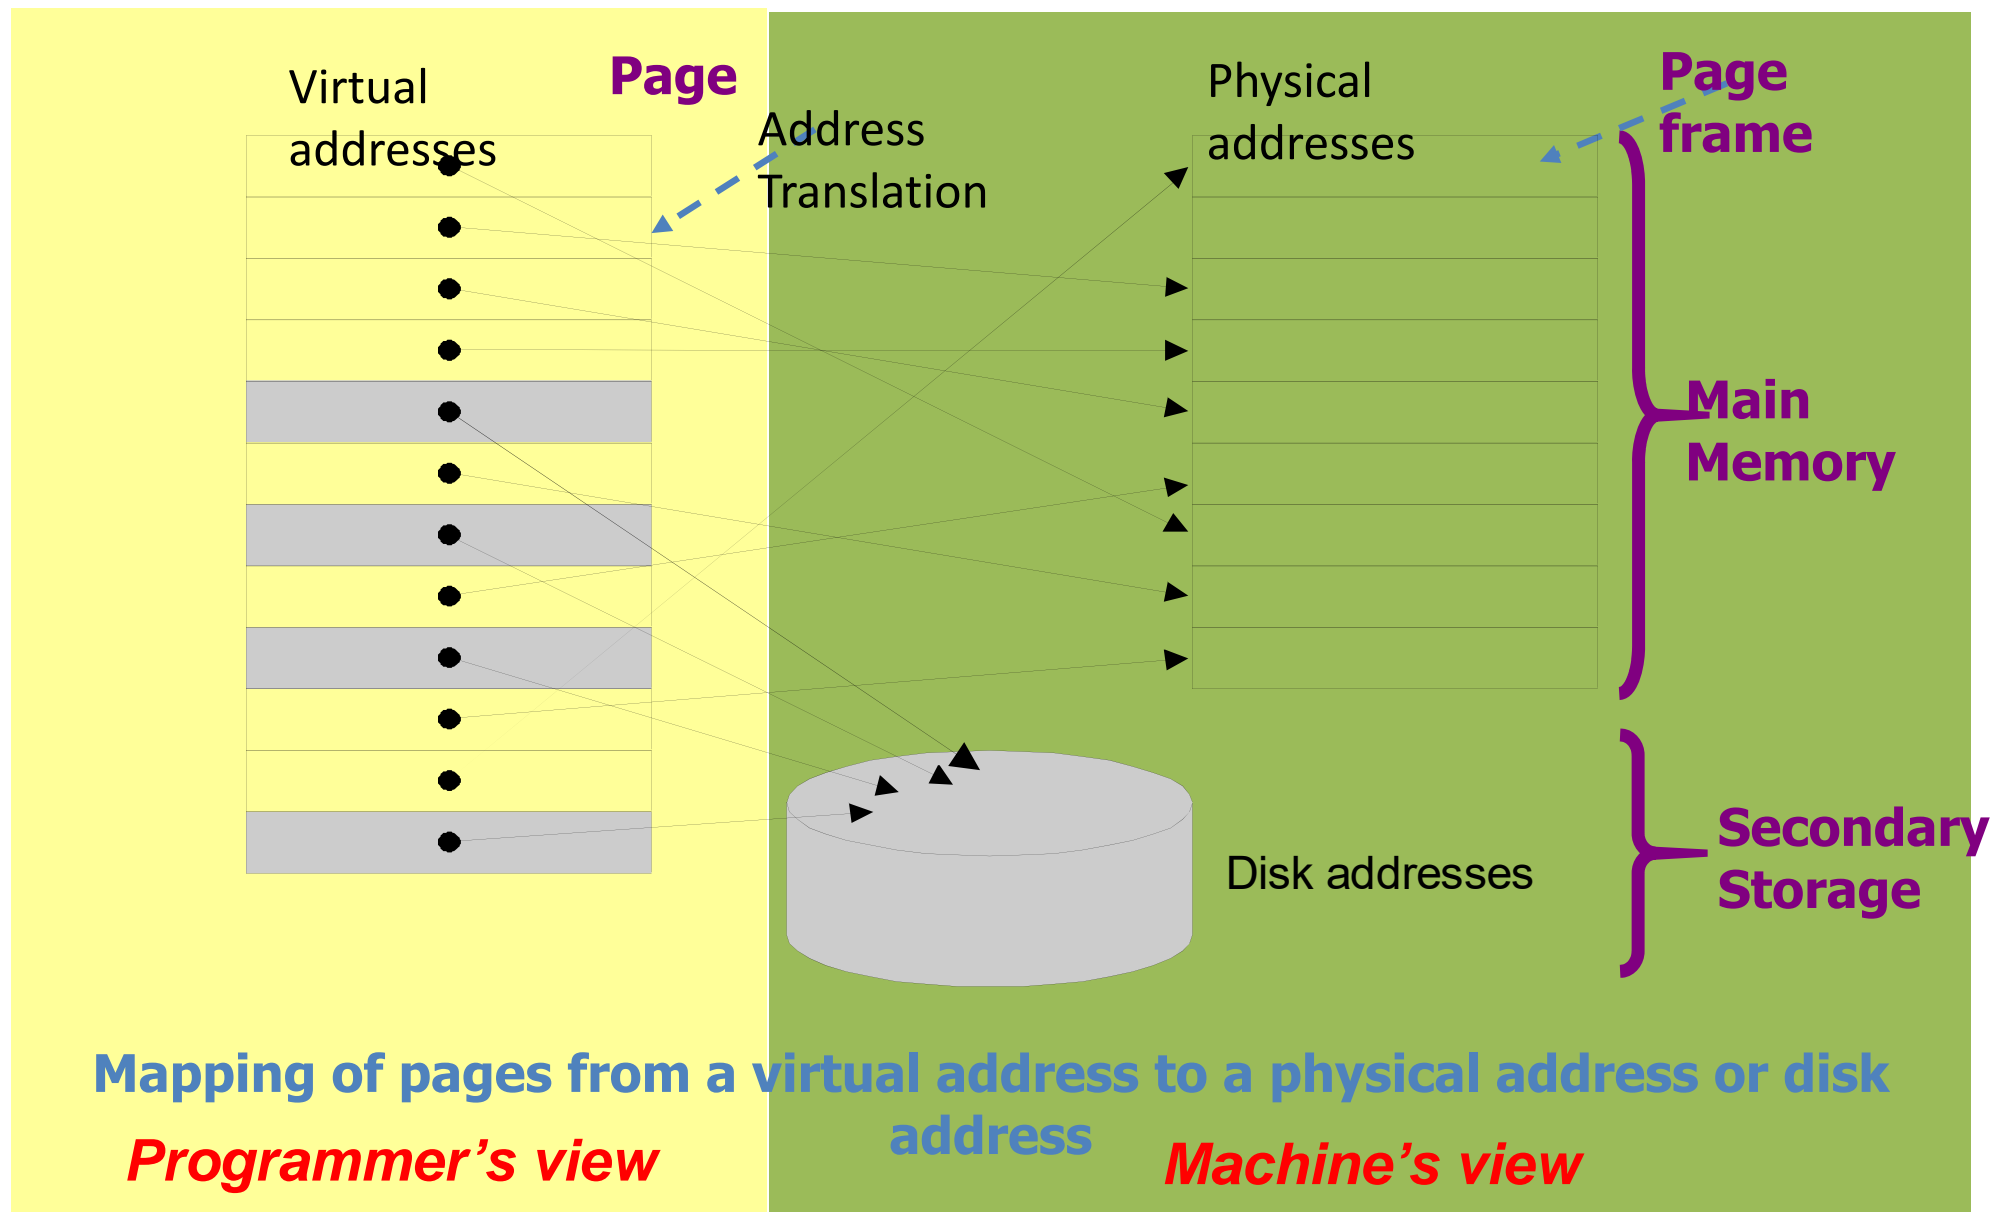 Virtual
addresses
Page
Address
Translation
Physical
addresses
Page
frame
Main
Memory
Secondary
Storage
Disk addresses
Mapping of pages from a virtual address to a physical address or disk
address
Programmer’s view
Machine’s view